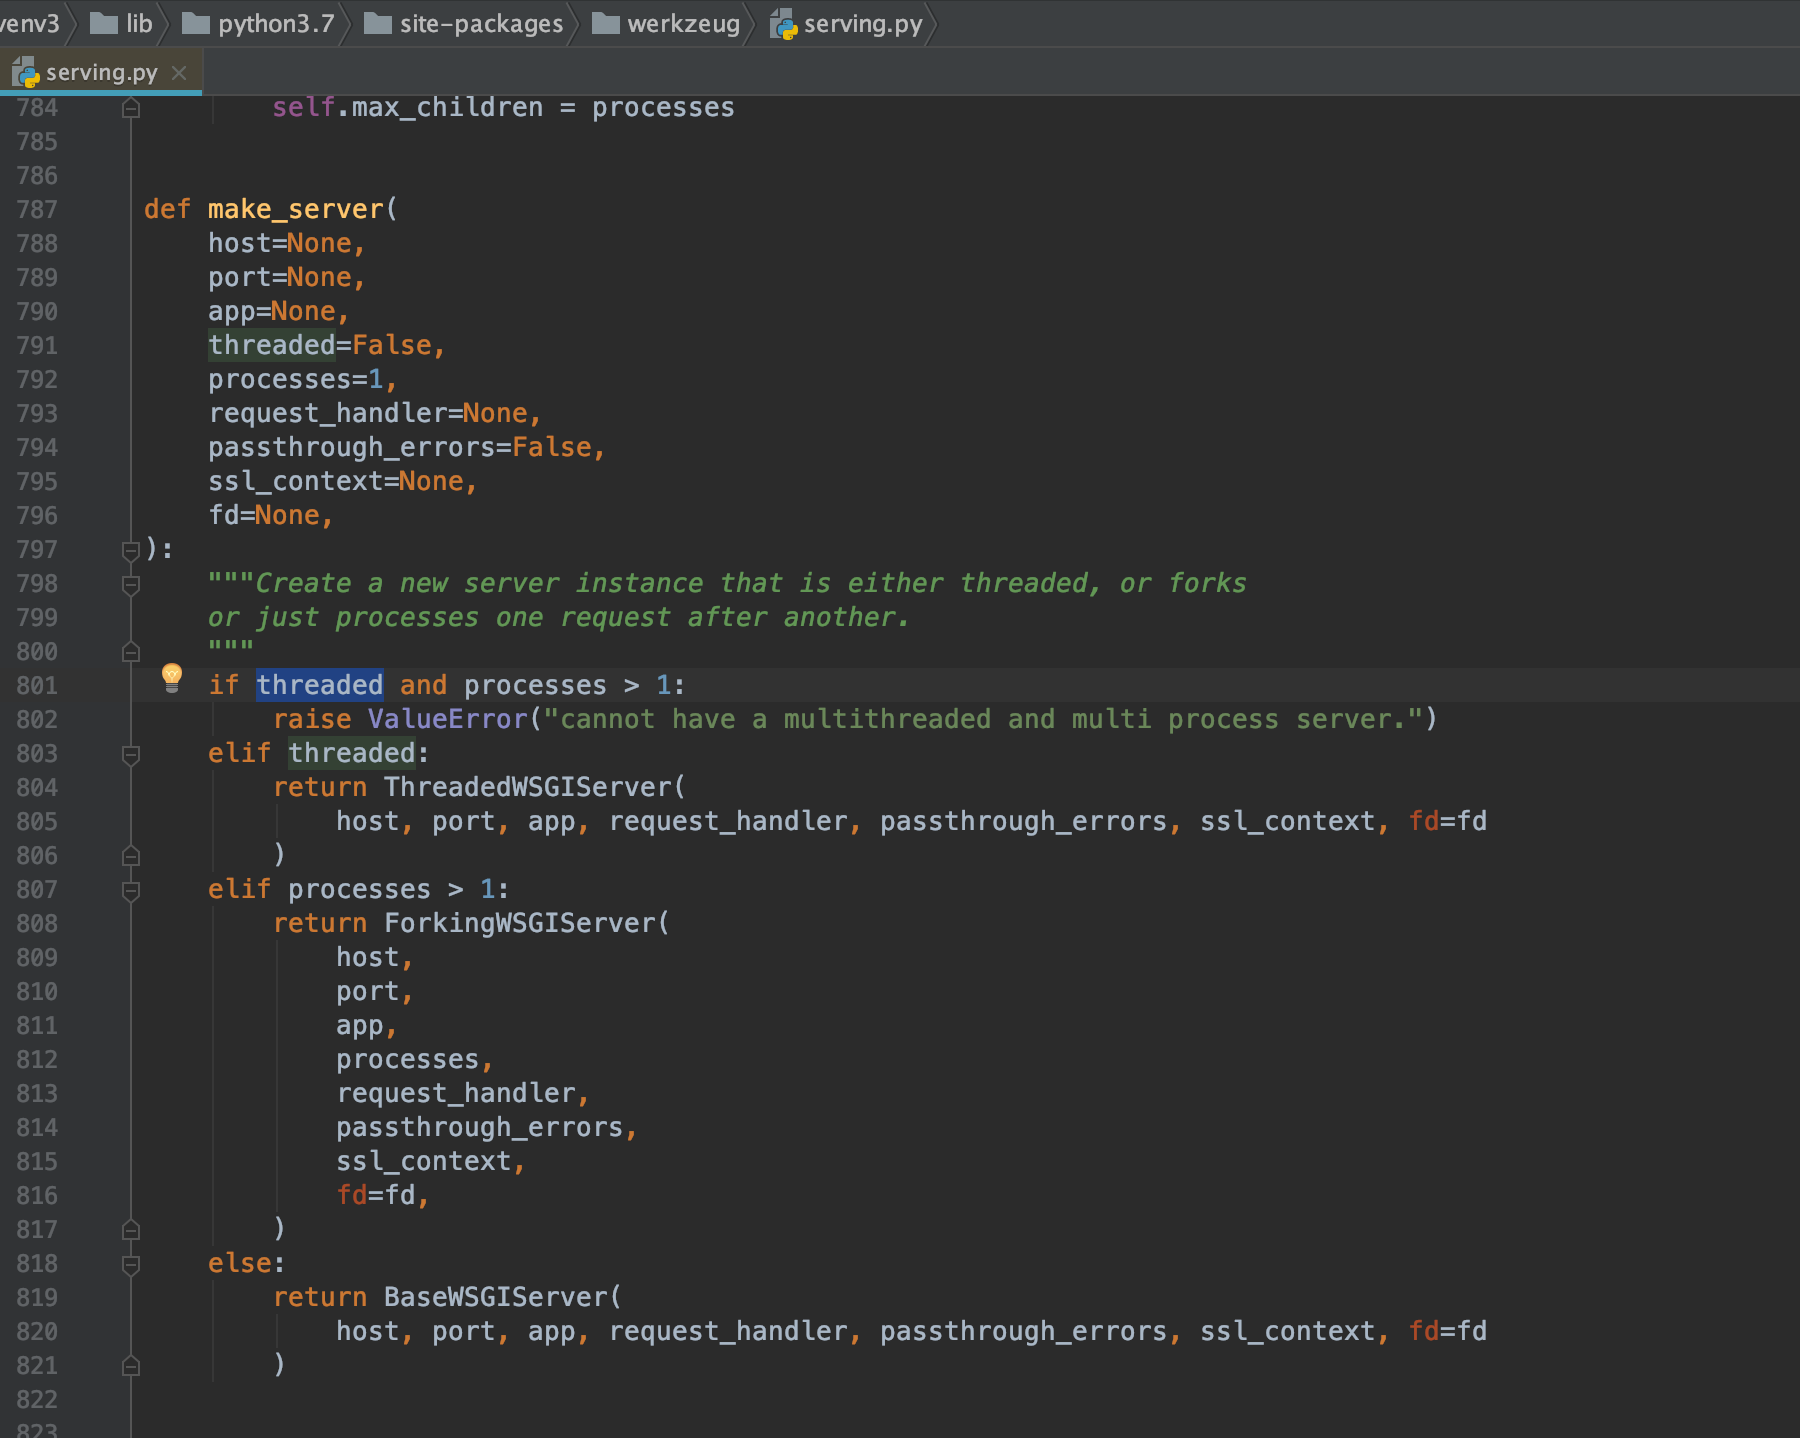 venv3 lib python3.7 site-packages werkzeug serving.py
serving.py ×
784 self.max_children = processes
785
786
787 def make_server(
788 host=None,
789 port=None,
790 app=None,
791 threaded=False,
792 processes=1,
793 request_handler=None,
794 passthrough_errors=False,
795 ssl_context=None,
796 fd=None,
797 ):
798 """Create a new server instance that is either threaded, or forks
799 or just processes one request after another.
800 """
801 if threaded and processes > 1:
802 raise ValueError("cannot have a multithreaded and multi process server.")
803 elif threaded:
804 return ThreadedWSGIServer(
805 host, port, app, request_handler, passthrough_errors, ssl_context, fd=fd
806 )
807 elif processes > 1:
808 return ForkingWSGIServer(
809 host,
810 port,
811 app,
812 processes,
813 request_handler,
814 passthrough_errors,
815 ssl_context,
816 fd=fd,
817 )
818 else:
819 return BaseWSGIServer(
820 host, port, app, request_handler, passthrough_errors, ssl_context, fd=fd
821 )
822
823